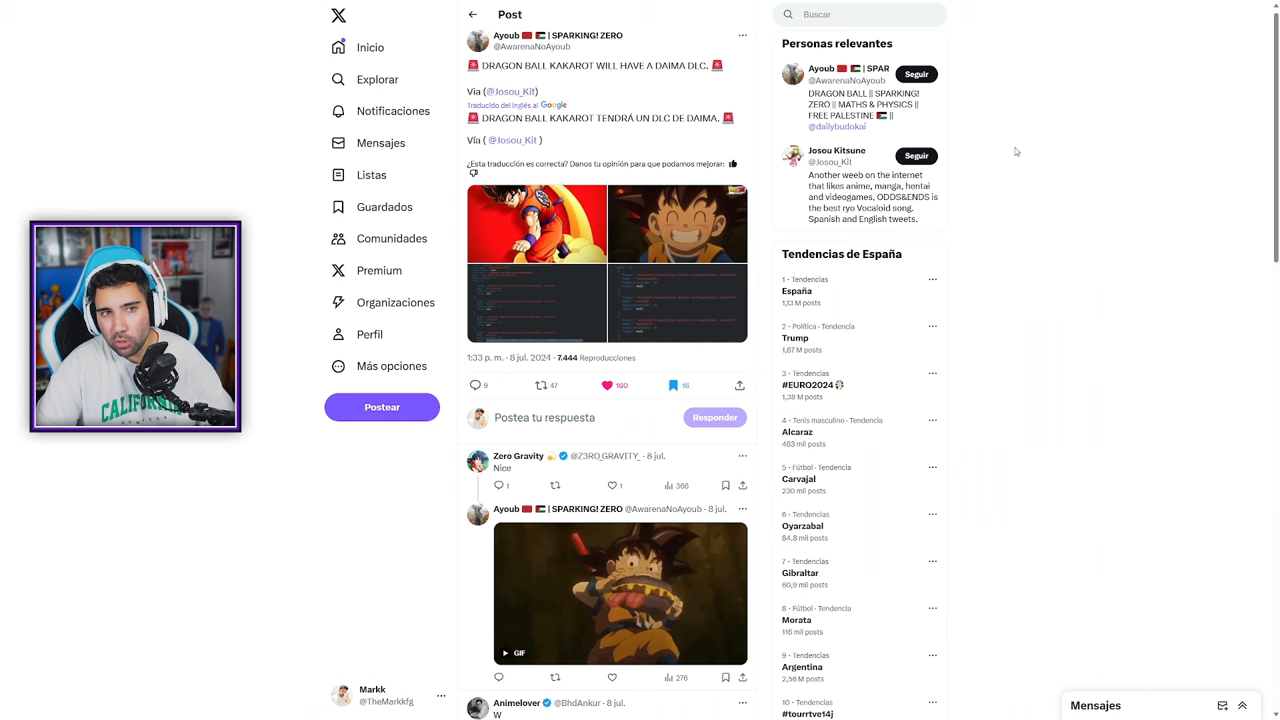 Inicio
Explorar
Notificaciones
Mensajes
Listas
Guardados
Comunidades
Premium
Organizaciones
Perfil
Más opciones
Postear
Markk
@TheMarkkfg
CALIFORNIA
Post
Ayoub | SPARKING! ZERO
@AwarenaNoAyoub
DRAGON BALL KAKAROT WILL HAVE A DAIMA DLC.
Via (@Josou_Kit)
Traducido del inglés al Google
DRAGON BALL KAKAROT TENDRÁ UN DLC DE DAIMA.
Vía ( @Josou_Kit )
¿Esta traducción es correcta? Danos tu opinión para que podamos mejorar:
1:33 p. m. · 8 jul. 2024 · 7.444 Reproducciones
9 47 160 16
Postea tu respuesta
Responder
Zero Gravity @Z3RO_GRAVITY_ · 8 jul.
Nice
1 1 366
Ayoub | SPARKING! ZERO @AwarenaNoAyoub · 8 jul.
GIF
276
Animelover @BhdAnkur · 8 jul.
W
Buscar
Personas relevantes
Ayoub | SPAR
@AwarenaNoAyoub
Seguir
DRAGON BALL || SPARKING!
ZERO || MATHS & PHYSICS ||
FREE PALESTINE ||
@dailybudokai
Josou Kitsune
@Josou_Kit
Seguir
Another weeb on the internet
that likes anime, manga, hentai
and videogames, ODDS&ENDS is
the best ryo Vocaloid song.
Spanish and English tweets.
Tendencias de España
1 · Tendencias
España
1,13 M posts
2 · Política · Tendencia
Trump
1,67 M posts
3 · Tendencias
#EURO2024
1,38 M posts
4 · Tenis masculino · Tendencia
Alcaraz
463 mil posts
5 · Fútbol · Tendencia
Carvajal
230 mil posts
6 · Tendencias
Oyarzabal
84,8 mil posts
7 · Tendencias
Gibraltar
60,9 mil posts
8 · Fútbol · Tendencia
Morata
116 mil posts
9 · Tendencias
Argentina
2,56 M posts
10 · Tendencias
#tourrtve14j
Mensajes